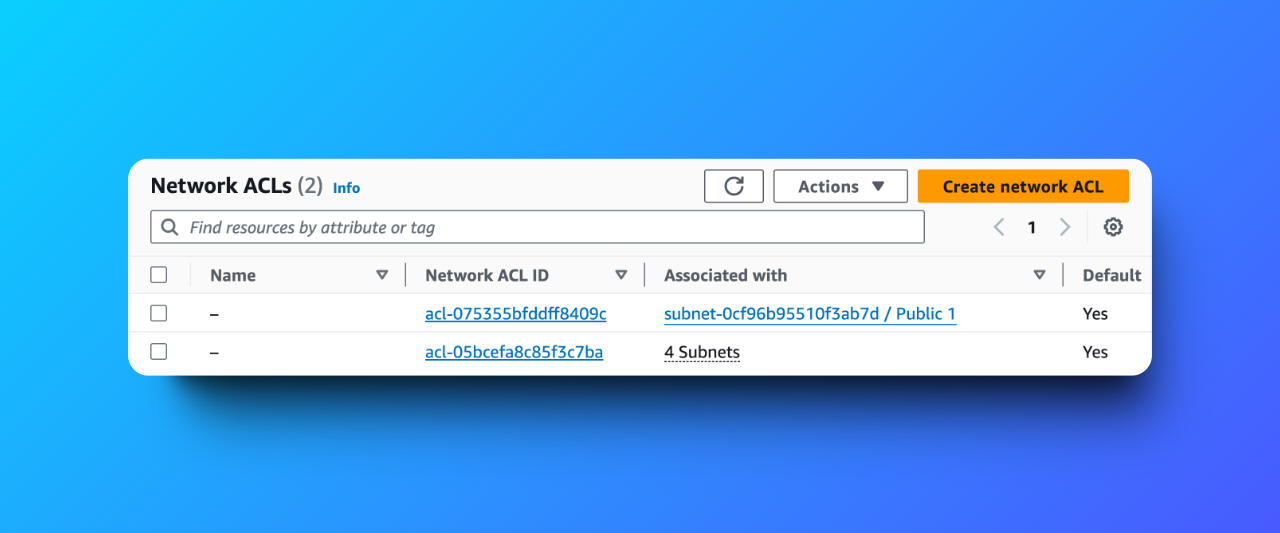 Network ACLs (2) Info
Actions
Create network ACL
Find resources by attribute or tag
1
Name Network ACL ID Associated with Default
– acl-075355bfddff8409c subnet-0cf96b95510f3ab7d / Public 1 Yes
– acl-05bcefa8c85f3c7ba 4 Subnets Yes